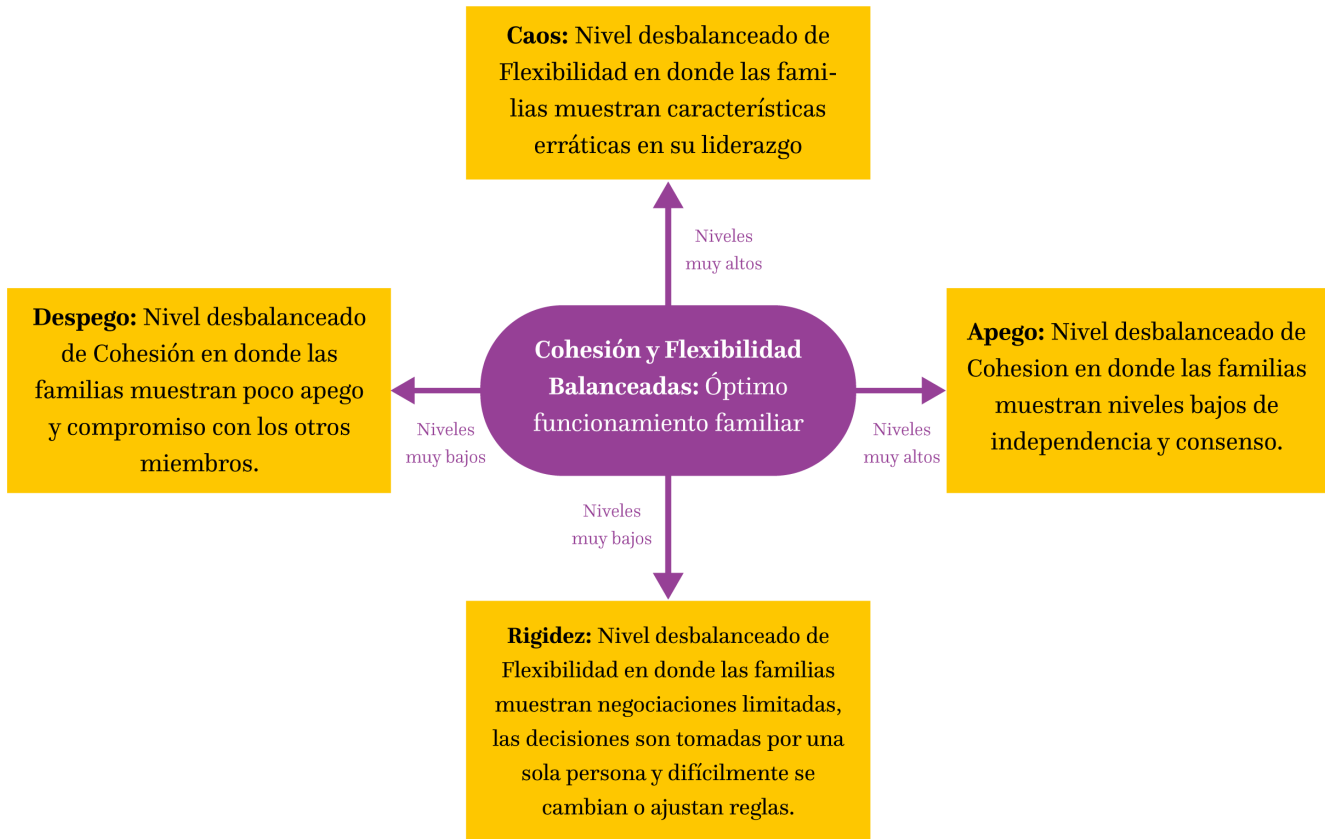 Caos: Nivel desbalanceado de
Flexibilidad en donde las fami-
lias muestran características
erráticas en su liderazgo
Niveles
muy altos
Despego: Nivel desbalanceado
de Cohesión en donde las
familias muestran poco apego
y compromiso con los otros
miembros.
Niveles
muy bajos
Cohesión y Flexibilidad
Balanceadas: Óptimo
funcionamiento familiar
Niveles
muy altos
Apego: Nivel desbalanceado de
Cohesion en donde las familias
muestran niveles bajos de
independencia y consenso.
Niveles
muy bajos
Rigidez: Nivel desbalanceado de
Flexibilidad en donde las familias
muestran negociaciones limitadas,
las decisiones son tomadas por una
sola persona y difícilmente se
cambian o ajustan reglas.